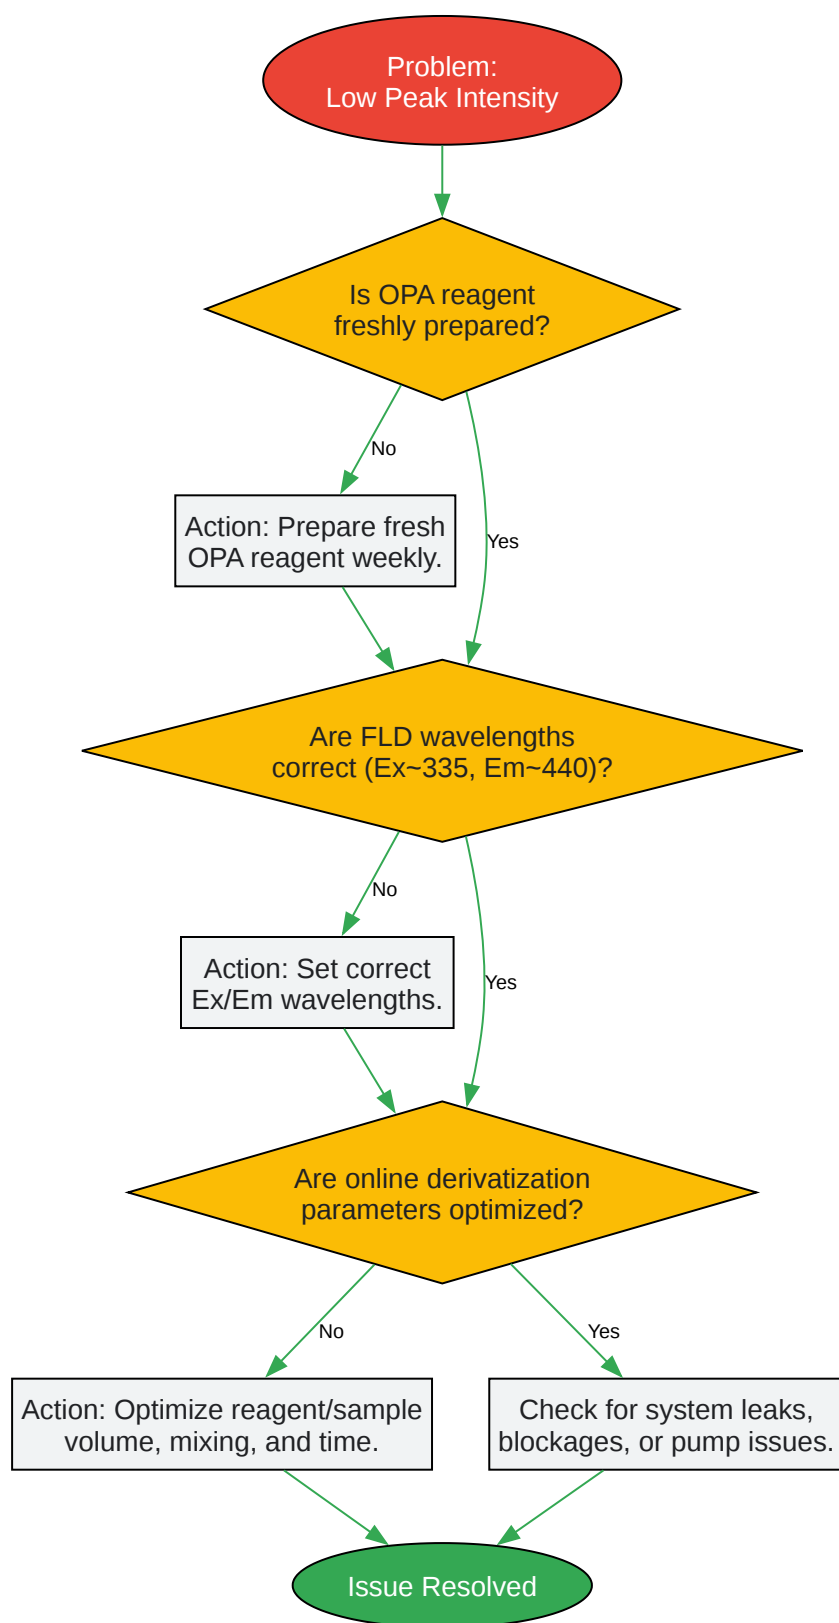 Problem:
Low Peak Intensity
Is OPA reagent
freshly prepared?
No
Action: Prepare fresh
OPA reagent weekly.
Yes
Are FLD wavelengths
correct (Ex~335, Em~440)?
No
Action: Set correct
Ex/Em wavelengths.
Yes
Are online derivatization
parameters optimized?
No
Yes
Action: Optimize reagent/sample
volume, mixing, and time.
Check for system leaks,
blockages, or pump issues.
Issue Resolved